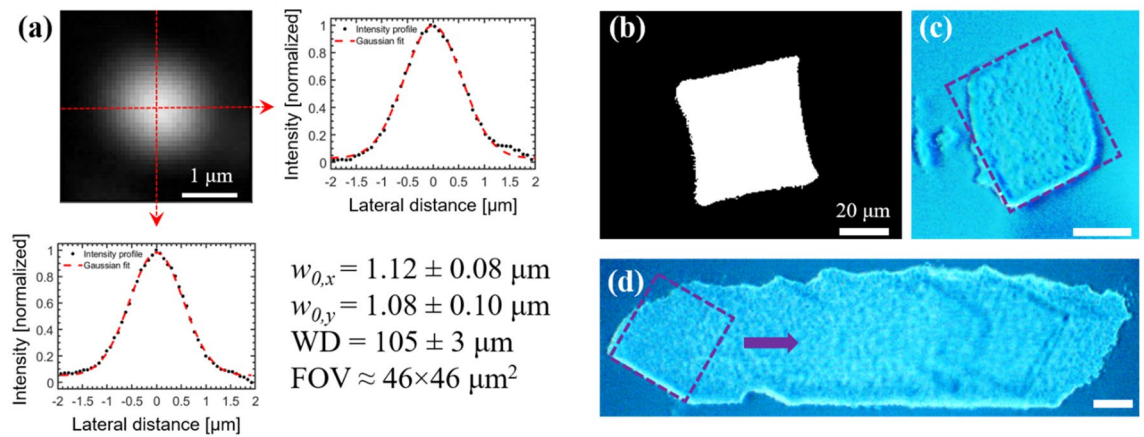 (a)
1 μm
Intensity [normalized]
1
0.8
0.6
0.4
0.2
0
Intensity profile
Gaussian fit
-2 -1.5 -1 -0.5 0 0.5 1 1.5 2
Lateral distance [μm]
Intensity [normalized]
1
0.8
0.6
0.4
0.2
0
Intensity profile
Gaussian fit
-2 -1.5 -1 -0.5 0 0.5 1 1.5 2
Lateral distance [μm]
w0,x = 1.12 ± 0.08 μm
w0,y = 1.08 ± 0.10 μm
WD = 105 ± 3 μm
FOV ≈ 46×46 μm²
(b)
20 μm
(c)
(d)